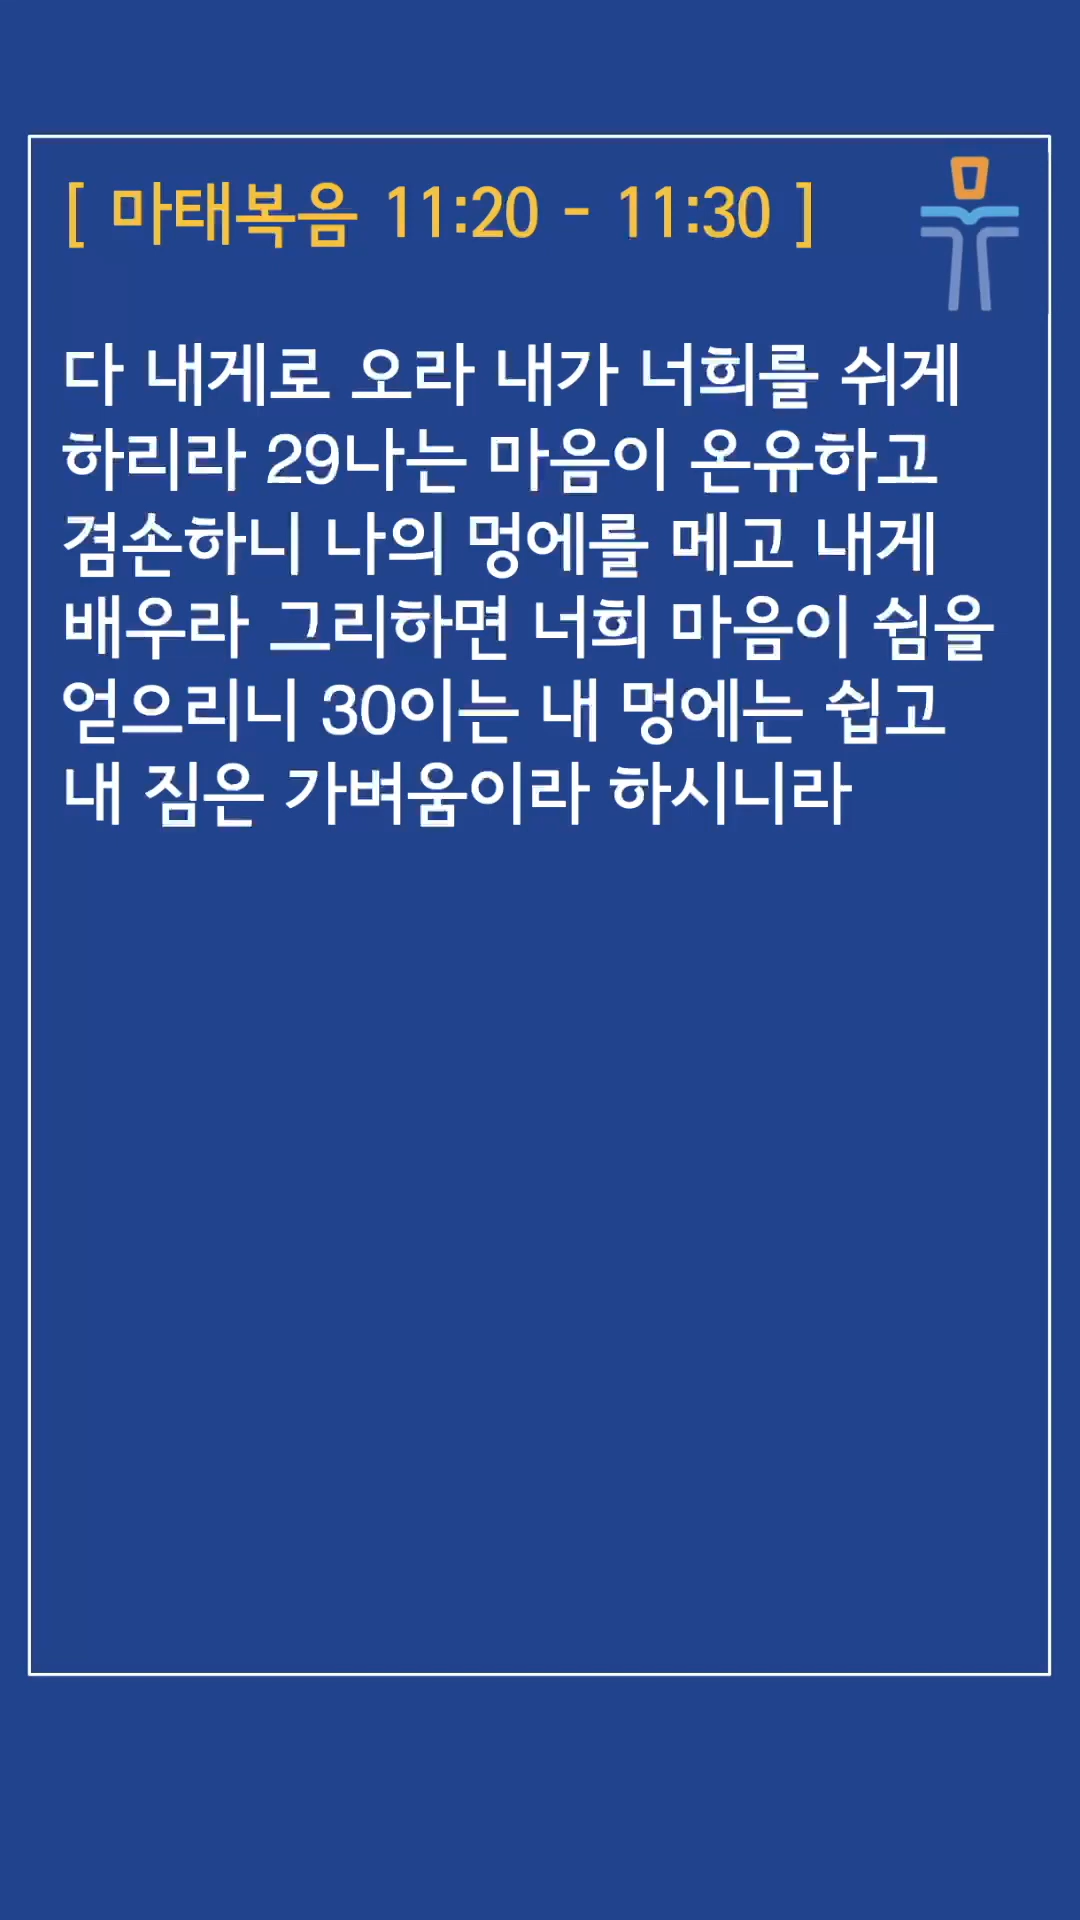 [ 마태복음 11:20 - 11:30 ]
다 내게로 오라 내가 너희를 쉬게
하리라 29나는 마음이 온유하고
겸손하니 나의 멍에를 메고 내게
배우라 그리하면 너희 마음이 쉼을
얻으리니 30이는 내 멍에는 쉽고
내 짐은 가벼움이라 하시니라